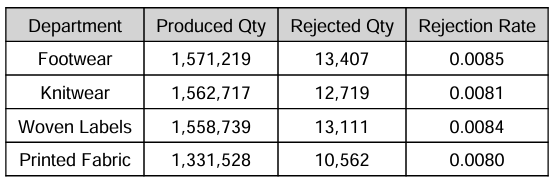 Department Produced Qty Rejected Qty Rejection Rate
Footwear 1,571,219 13,407 0.0085
Knitwear 1,562,717 12,719 0.0081
Woven Labels 1,558,739 13,111 0.0084
Printed Fabric 1,331,528 10,562 0.0080